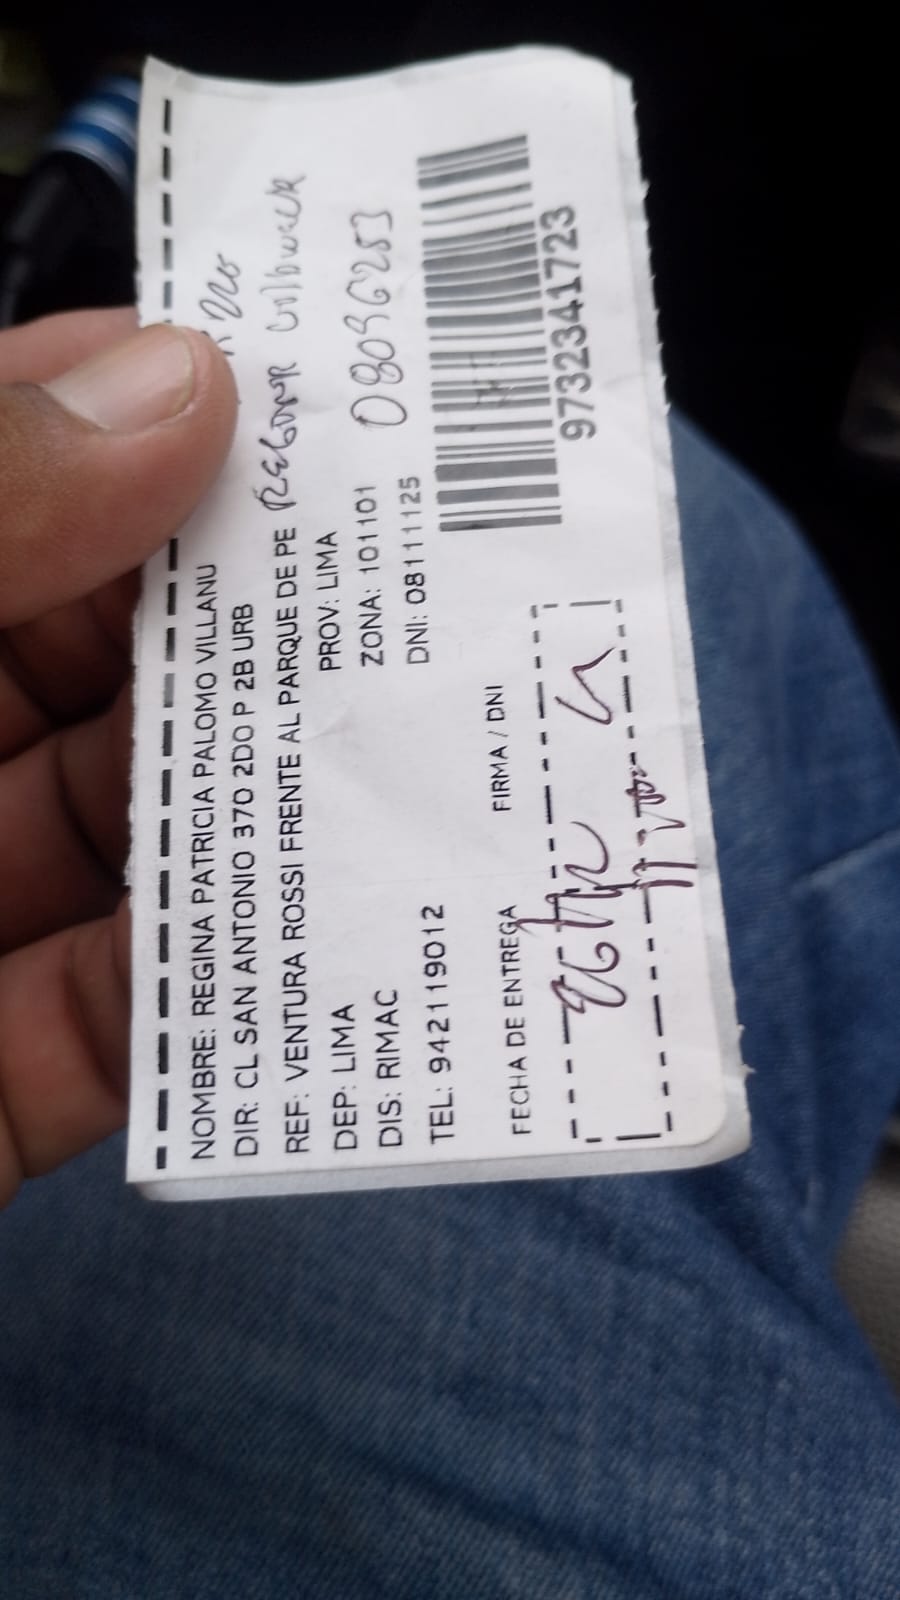 NOMBRE: REGINA PATRICIA PALOMO VILLANU
DIR: CL SAN ANTONIO 370 2DO P 2B URB
REF: VENTURA ROSSI FRENTE AL PARQUE DE PE
DEP: LIMA PROV: LIMA
DIS: RIMAC ZONA: 101101 08096253
TEL: 942119012 DNI: 08111125
9732341723
FECHA DE ENTREGA FIRMA / DNI